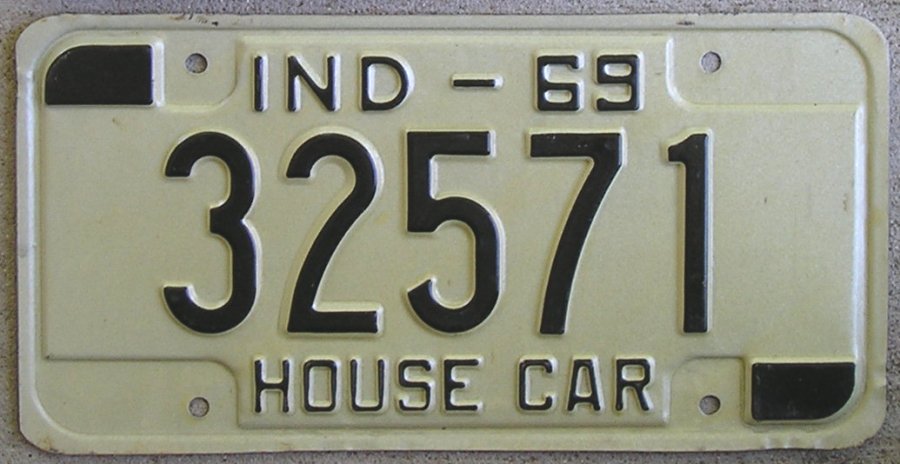 IND - 69
32571
HOUSE CAR